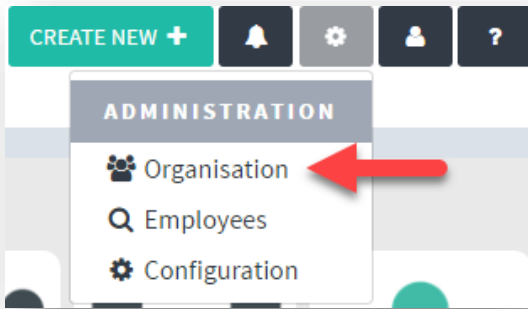 CREATE NEW +
?
ADMINISTRATION
Organisation
Employees
Configuration